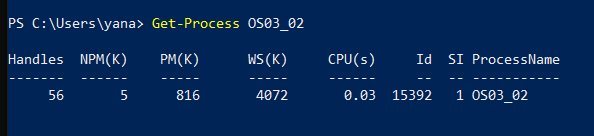 PS C:\Users\yana> Get-Process OS03_02
Handles  NPM(K)    PM(K)      WS(K)     CPU(s)     Id  SI ProcessName
-------  ------    -----      -----     ------     --  -- -----------
     56       5      816       4072       0.03  15392   1 OS03_02